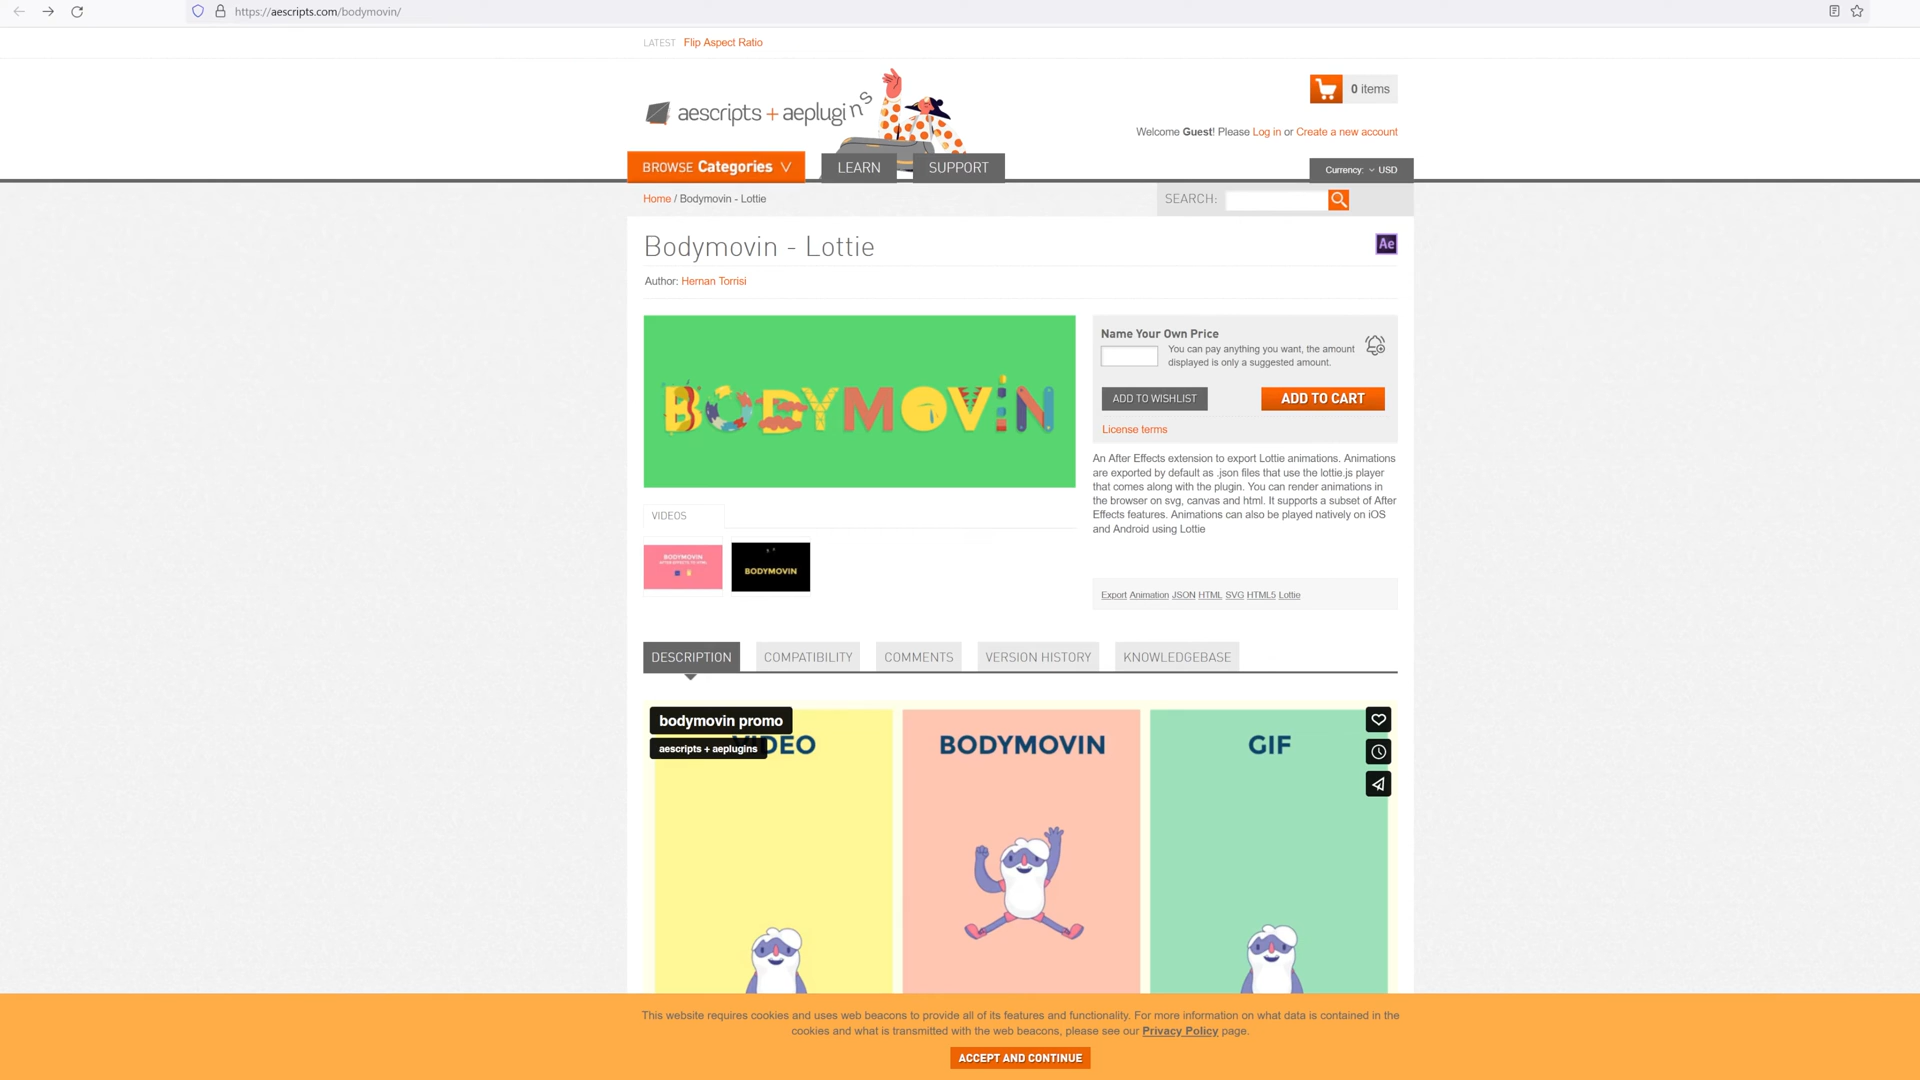 https://aescripts.com/bodymovin/
LATEST Flip Aspect Ratio
aescripts + aeplugins
0 items
Welcome Guest! Please Log in or Create a new account
BROWSE Categories
LEARN
SUPPORT
Currency: USD
Home / Bodymovin - Lottie
SEARCH:
Bodymovin - Lottie
Ae
Author: Hernan Torrisi
BODYMOVIN
Name Your Own Price
You can pay anything you want, the amount
displayed is only a suggested amount.
ADD TO WISHLIST
ADD TO CART
License terms
An After Effects extension to export Lottie animations. Animations
are exported by default as .json files that use the lottie.js player
that comes along with the plugin. You can render animations in
the browser on svg, canvas and html. It supports a subset of After
Effects features. Animations can also be played natively on iOS
and Android using Lottie
VIDEOS
BODYMOVIN
BODYMOVIN
Export Animation JSON HTML SVG HTML5 Lottie
DESCRIPTION
COMPATIBILITY
COMMENTS
VERSION HISTORY
KNOWLEDGEBASE
bodymovin promo
aescripts + aeplugins
BODYMOVIN
GIF
This website requires cookies and uses web beacons to provide all of its features and functionality. For more information on what data is contained in the
cookies and what is transmitted with the web beacons, please see our Privacy Policy page.
ACCEPT AND CONTINUE